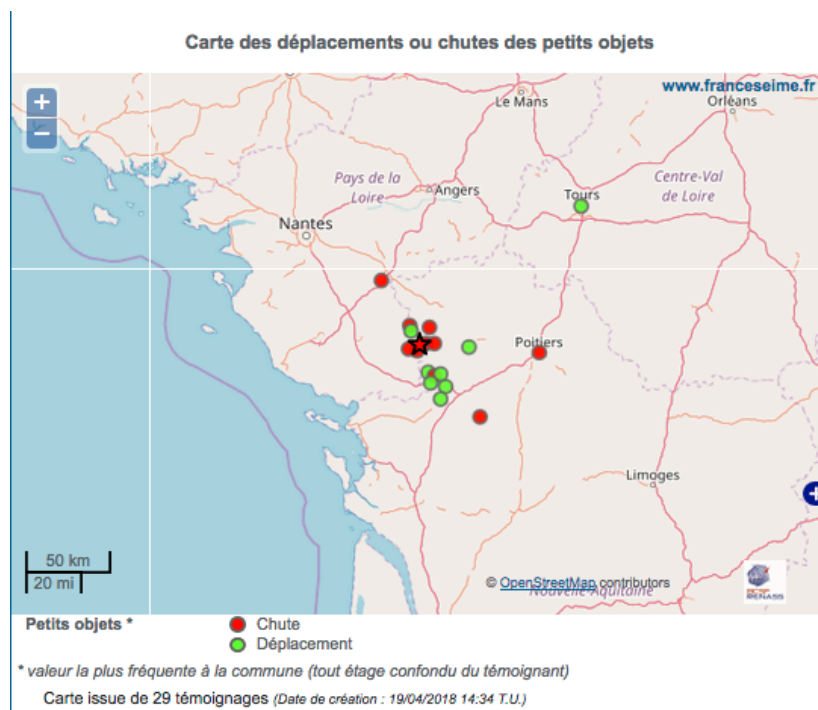 Carte des déplacements ou chutes des petits objets
+
−
www.franceseime.fr
Le Mans
Orléans
Pays de la
Loire
Angers
Tours
Centre-Val
de Loire
Nantes
Poitiers
Limoges
+
50 km
20 mi
© OpenStreetMap contributors
Nouvelle-Aquitaine
RENASS
Petits objets *
Chute
Déplacement
* valeur la plus fréquente à la commune (tout étage confondu du témoignant)
Carte issue de 29 témoignages (Date de création : 19/04/2018 14:34 T.U.)